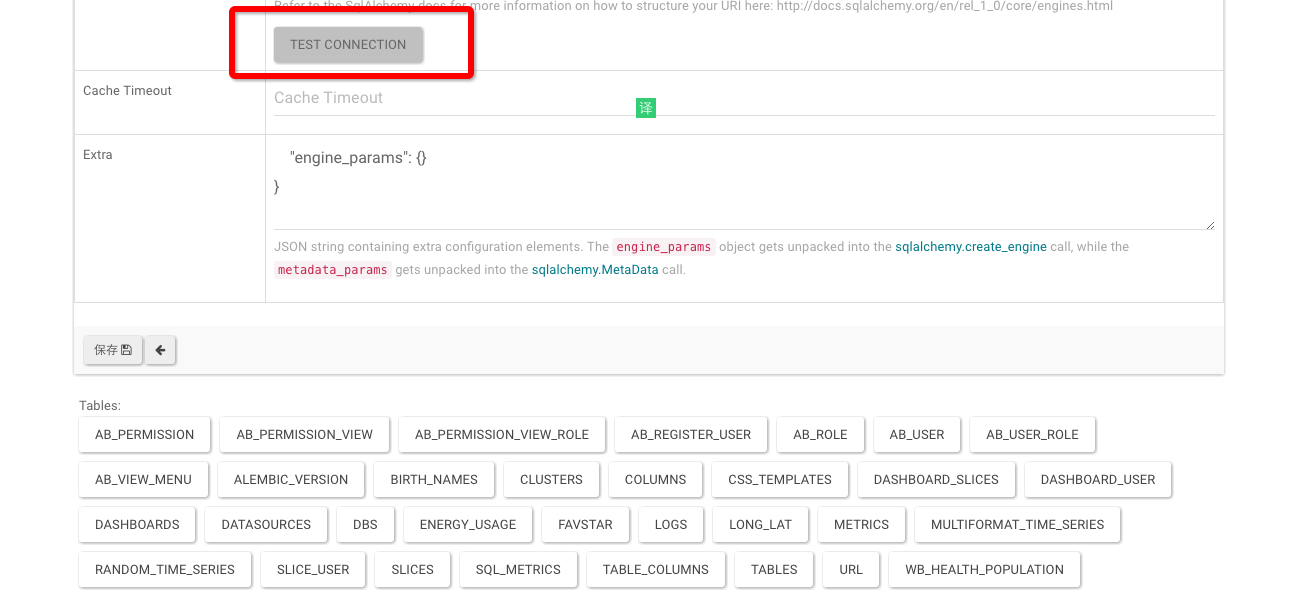 Refer to the SqlAlchemy docs for more information on how to structure your URI here: http://docs.sqlalchemy.org/en/rel_1_0/core/engines.html
TEST CONNECTION
Cache Timeout
Cache Timeout
译
Extra
"engine_params": {}
}
JSON string containing extra configuration elements. The engine_params object gets unpacked into the sqlalchemy.create_engine call, while the
metadata_params gets unpacked into the sqlalchemy.MetaData call.
保存
Tables:
AB_PERMISSION AB_PERMISSION_VIEW AB_PERMISSION_VIEW_ROLE AB_REGISTER_USER AB_ROLE AB_USER AB_USER_ROLE
AB_VIEW_MENU ALEMBIC_VERSION BIRTH_NAMES CLUSTERS COLUMNS CSS_TEMPLATES DASHBOARD_SLICES DASHBOARD_USER
DASHBOARDS DATASOURCES DBS ENERGY_USAGE FAVSTAR LOGS LONG_LAT METRICS MULTIFORMAT_TIME_SERIES
RANDOM_TIME_SERIES SLICE_USER SLICES SQL_METRICS TABLE_COLUMNS TABLES URL WB_HEALTH_POPULATION